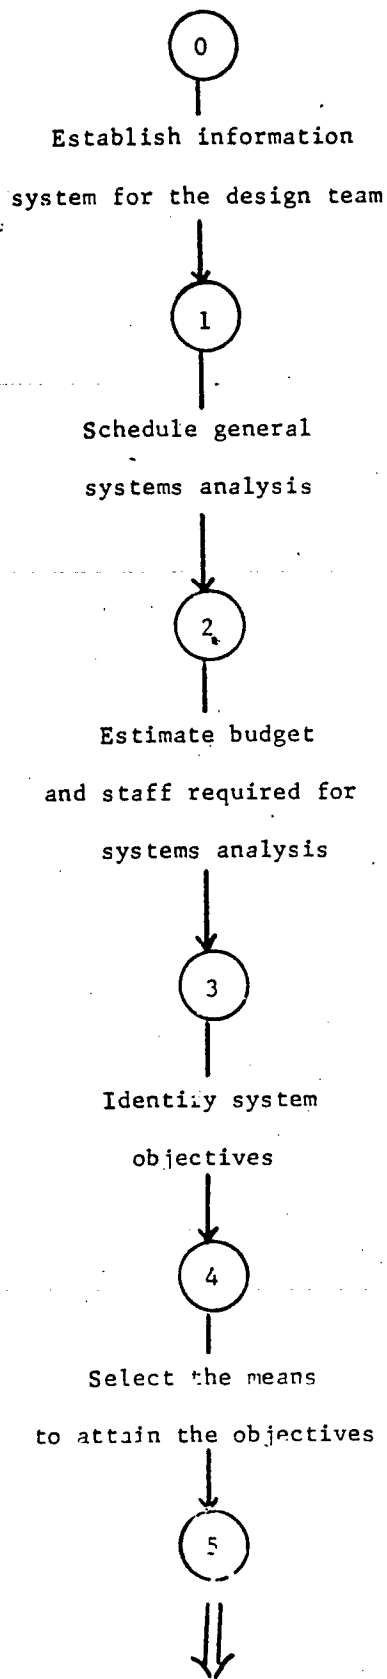 0
Establish information
system for the design team
1
Schedule general
systems analysis
2
Estimate budget
and staff required for
systems analysis
3
Identify system
objectives
4
Select the means
to attain the objectives
5